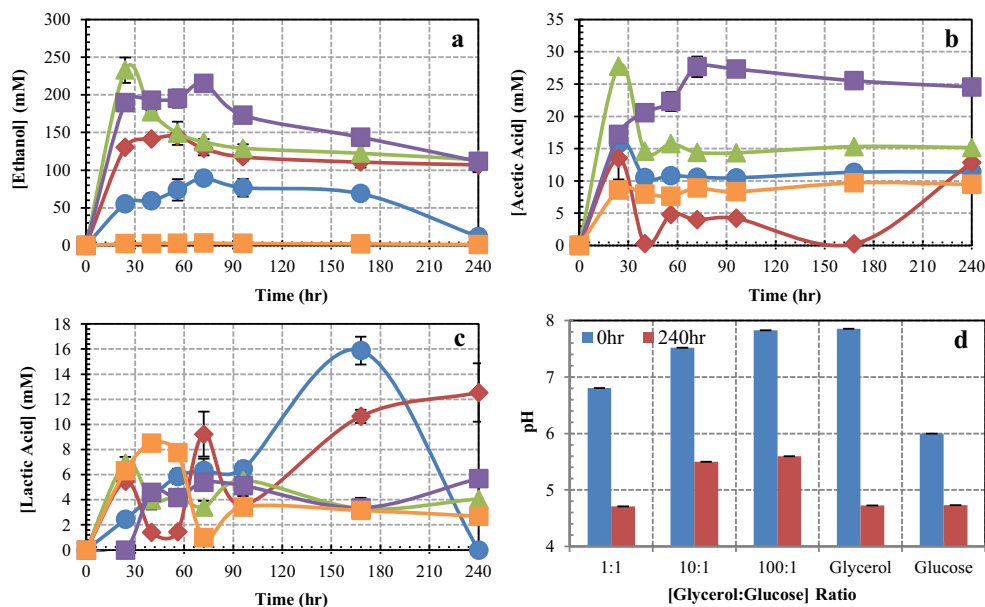 a
300
250
200
150
100
50
0
[Ethanol] (mM)
0 30 60 90 120 150 180 210 240
Time (hr)
b
35
30
25
20
15
10
5
0
[Acetic Acid] (mM)
0 30 60 90 120 150 180 210 240
Time (hr)
c
18
16
14
12
10
8
6
4
2
0
[Lactic Acid] (mM)
0 30 60 90 120 150 180 210 240
Time (hr)
0hr 240hr
d
8
7
6
5
4
pH
1:1 10:1 100:1 Glycerol Glucose
[Glycerol:Glucose] Ratio